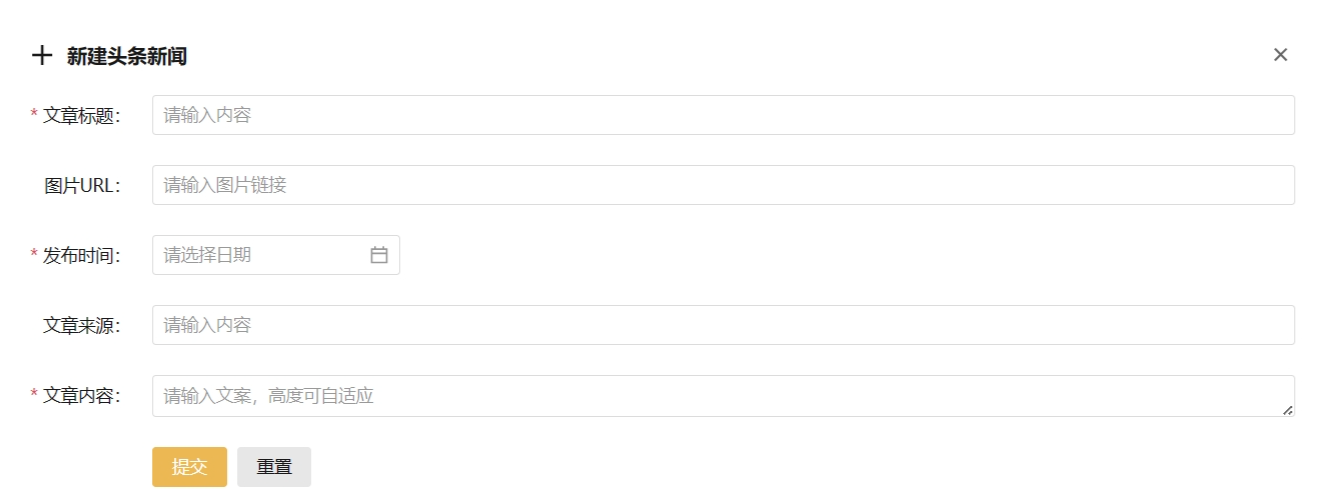 新建头条新闻
* 文章标题： 请输入内容
图片URL： 请输入图片链接
* 发布时间： 请选择日期
文章来源： 请输入内容
* 文章内容： 请输入文案，高度可自适应
提交 重置